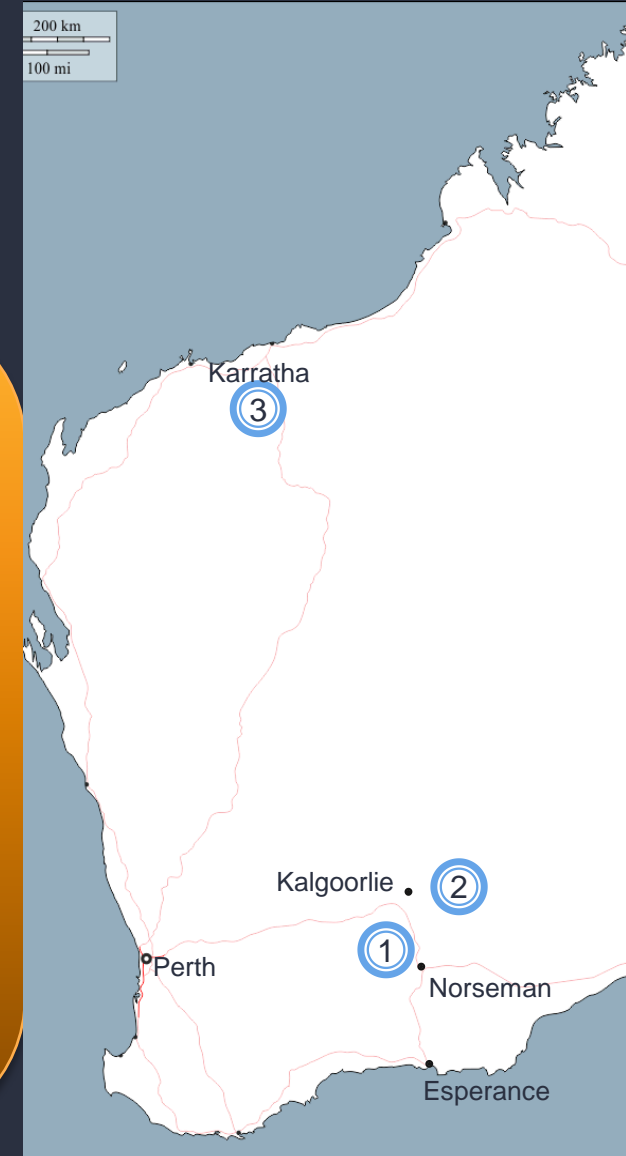 200 km
100 mi
Karratha
3
Kalgoorlie
2
1
Perth
Norseman
Esperance